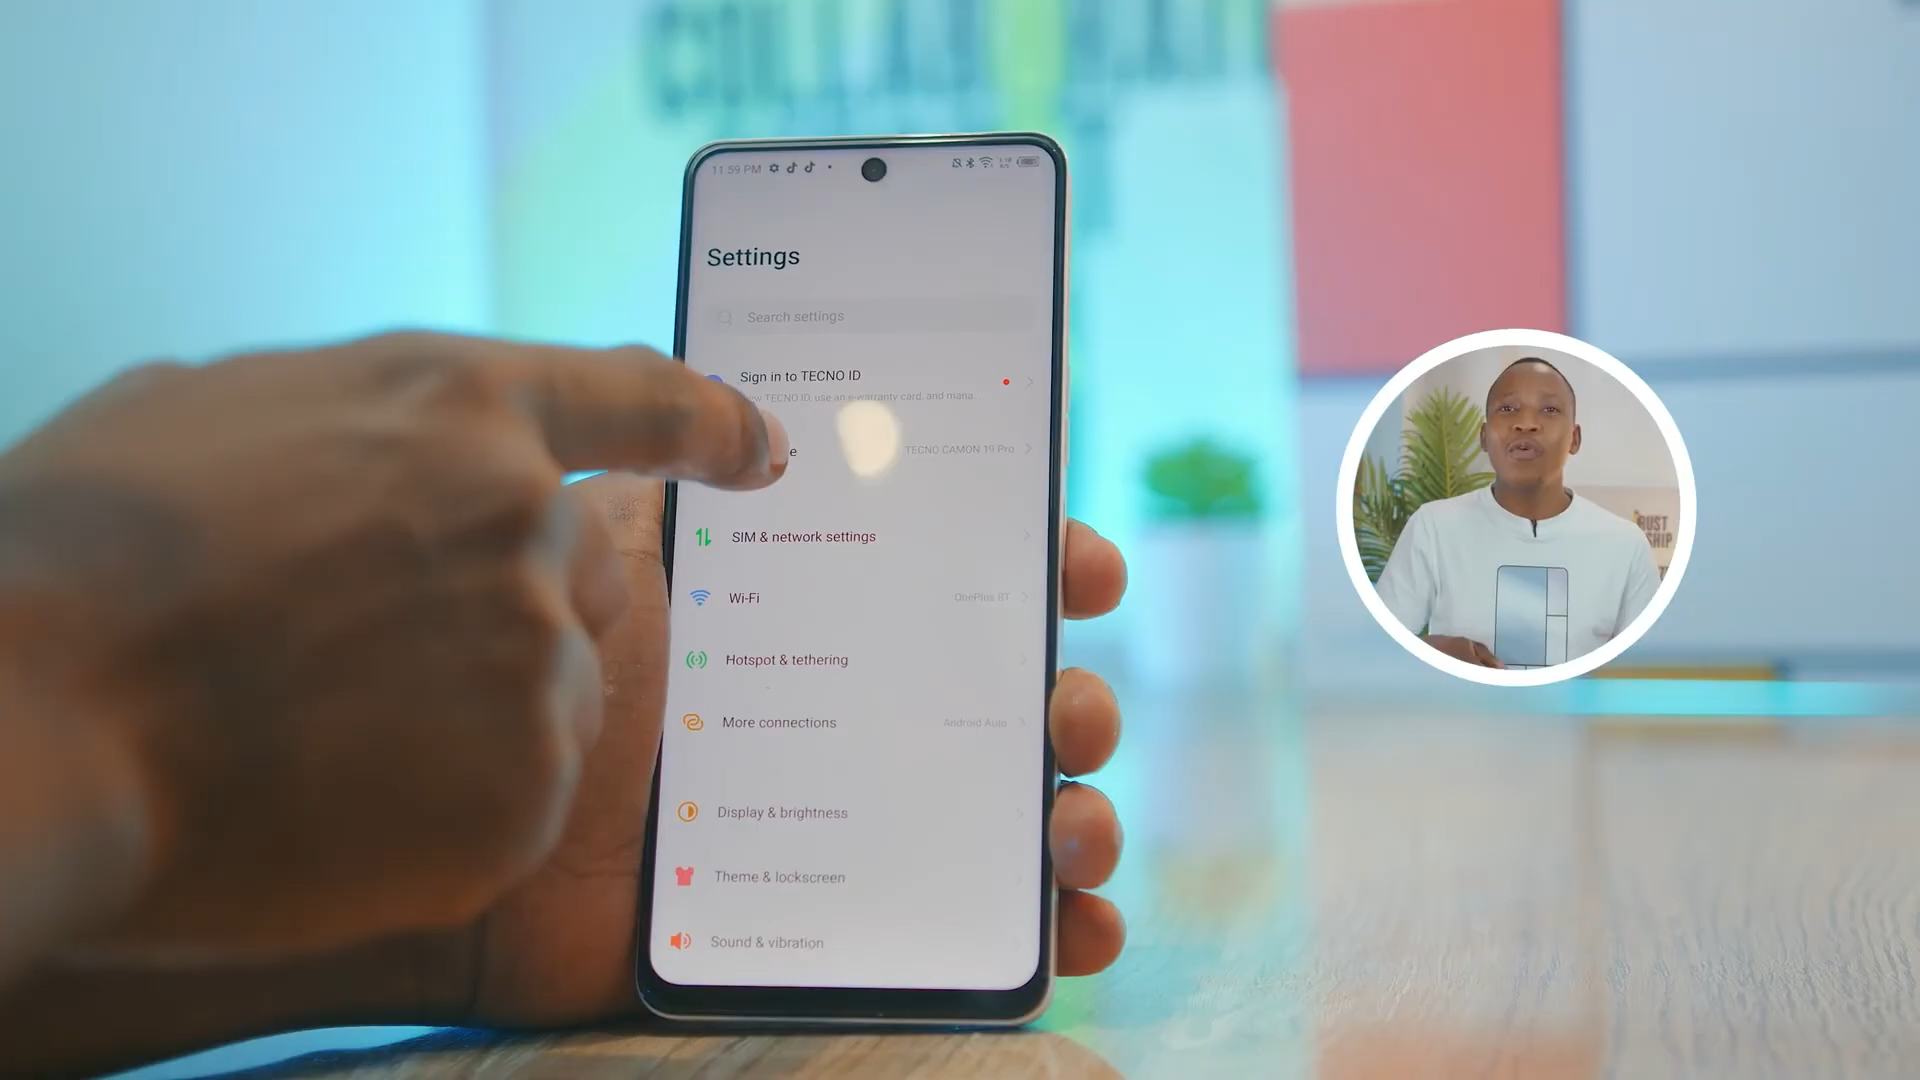 11:59 PM
Settings
Search settings
Sign in to TECNO ID
TECNO ID, use an e-warranty card, and mana
TECNO CAMON 19 Pro
SIM & network settings
Wi-Fi
OnePlus 8T
Hotspot & tethering
More connections
Android Auto
Display & brightness
Theme & lockscreen
Sound & vibration